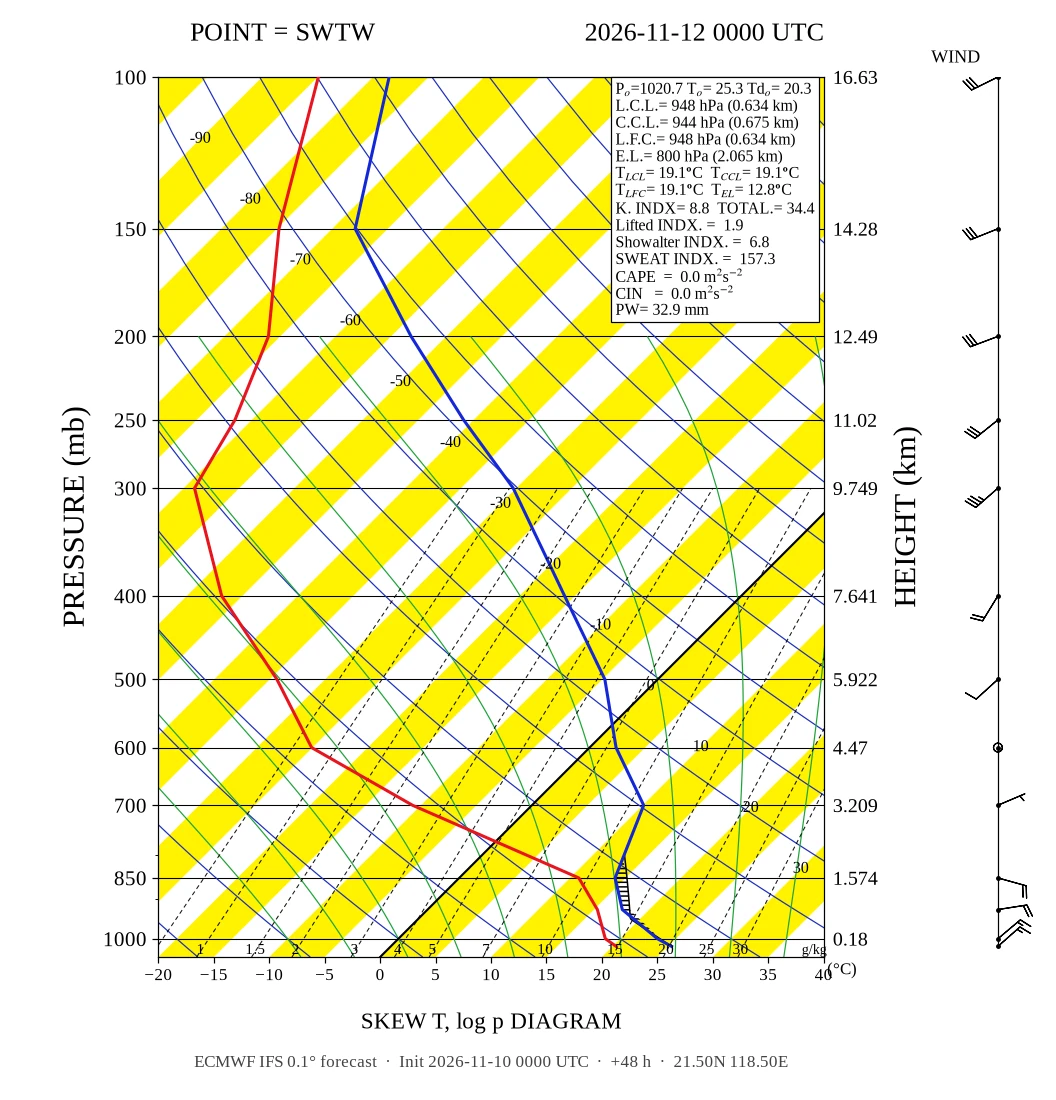 POINT = SWTW 2026-11-12 0000 UTC
WIND
100 16.63
Pₒ=1020.7 Tₒ= 25.3 Tdₒ= 20.3
L.C.L.= 948 hPa (0.634 km)
C.C.L.= 944 hPa (0.675 km)
L.F.C.= 948 hPa (0.634 km)
E.L.= 800 hPa (2.065 km)
T_LCL= 19.1°C T_CCL= 19.1°C
T_LFC= 19.1°C T_EL= 12.8°C
K. INDX= 8.8 TOTAL.= 34.4
Lifted INDX. = 1.9
Showalter INDX. = 6.8
SWEAT INDX. = 157.3
CAPE = 0.0 m²s⁻²
CIN = 0.0 m²s⁻²
PW= 32.9 mm
-90
-80
150 14.28
-70
-60
200 12.49
-50
250 11.02
-40
300 9.749
-30
PRESSURE (mb)
HEIGHT (km)
-20
400 7.641
-10
500 5.922
0
600 4.47
10
700 3.209
20
30
850 1.574
1000 0.18
1 1.5 2 3 4 5 7 10 15 20 25 30 g/kg
−20 −15 −10 −5 0 5 10 15 20 25 30 35 40 (°C)
SKEW T, log p DIAGRAM
ECMWF IFS 0.1° forecast · Init 2026-11-10 0000 UTC · +48 h · 21.50N 118.50E